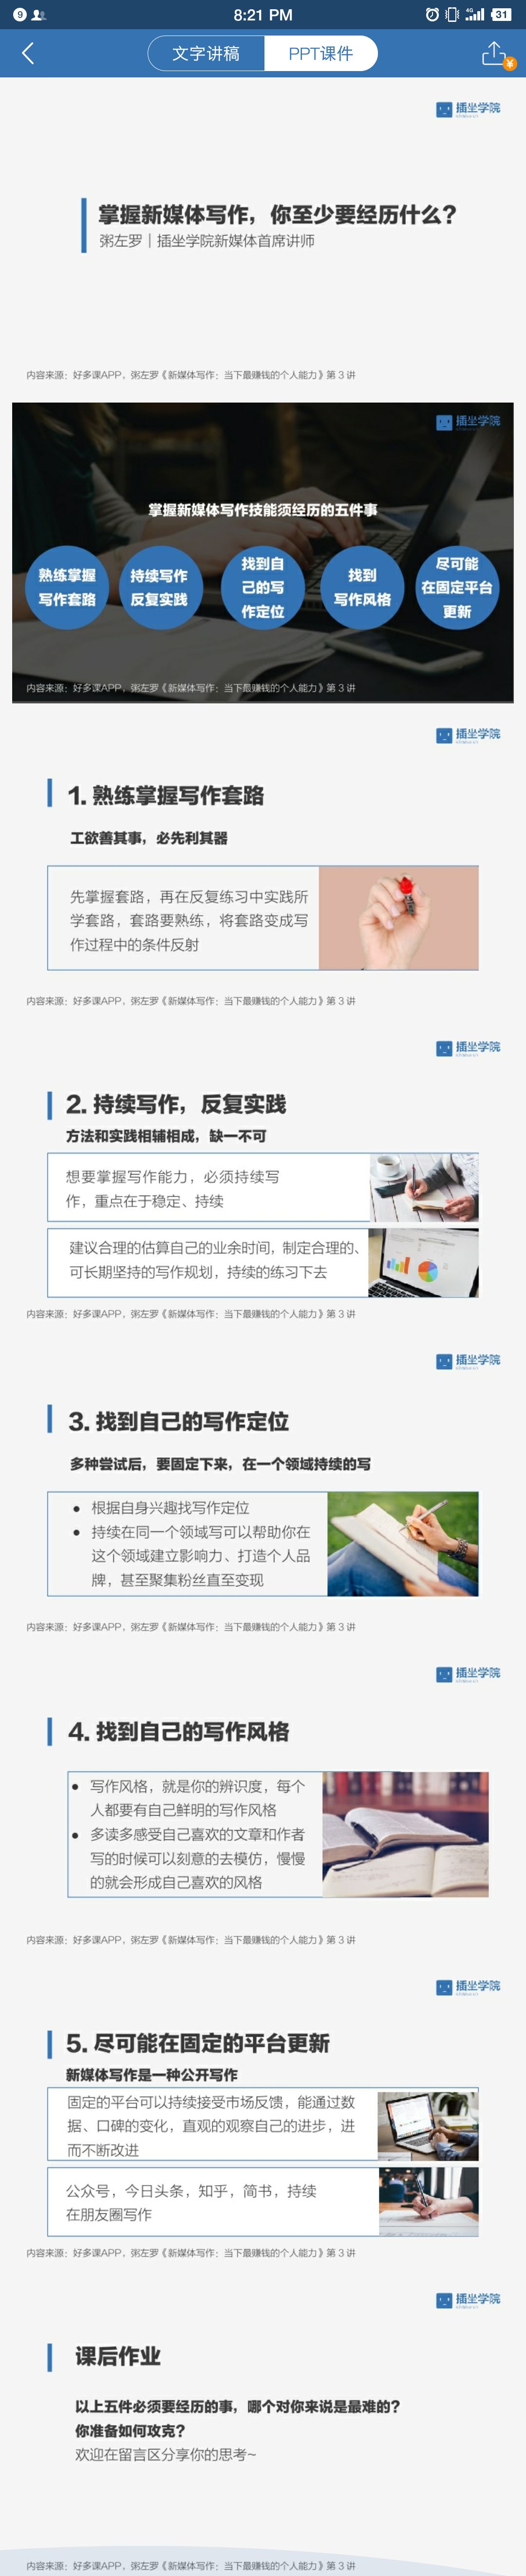 9
8:21 PM
4G
31
文字讲稿
PPT课件
¥
插坐学院
掌握新媒体写作，你至少要经历什么？
粥左罗｜插坐学院新媒体首席讲师
内容来源：好多课APP，粥左罗《新媒体写作：当下最赚钱的个人能力》第 3 讲
插坐学院
掌握新媒体写作技能须经历的五件事
熟练掌握
写作套路
持续写作
反复实践
找到自
己的写
作定位
找到
写作风格
尽可能
在固定平台
更新
内容来源：好多课APP，粥左罗《新媒体写作：当下最赚钱的个人能力》第 3 讲
插坐学院
1. 熟练掌握写作套路
工欲善其事，必先利其器
先掌握套路，再在反复练习中实践所
学套路，套路要熟练，将套路变成写
作过程中的条件反射
内容来源：好多课APP，粥左罗《新媒体写作：当下最赚钱的个人能力》第 3 讲
插坐学院
2. 持续写作，反复实践
方法和实践相辅相成，缺一不可
想要掌握写作能力，必须持续写
作，重点在于稳定、持续
建议合理的估算自己的业余时间，制定合理的、
可长期坚持的写作规划，持续的练习下去
内容来源：好多课APP，粥左罗《新媒体写作：当下最赚钱的个人能力》第 3 讲
插坐学院
3. 找到自己的写作定位
多种尝试后，要固定下来，在一个领域持续的写
● 根据自身兴趣找写作定位
● 持续在同一个领域写可以帮助你在
这个领域建立影响力、打造个人品
牌，甚至聚集粉丝直至变现
内容来源：好多课APP，粥左罗《新媒体写作：当下最赚钱的个人能力》第 3 讲
插坐学院
4. 找到自己的写作风格
● 写作风格，就是你的辨识度，每个
人都要有自己鲜明的写作风格
● 多读多感受自己喜欢的文章和作者
写的时候可以刻意的去模仿，慢慢
的就会形成自己喜欢的风格
内容来源：好多课APP，粥左罗《新媒体写作：当下最赚钱的个人能力》第 3 讲
插坐学院
5. 尽可能在固定的平台更新
新媒体写作是一种公开写作
固定的平台可以持续接受市场反馈，能通过数
据、口碑的变化，直观的观察自己的进步，进
而不断改进
公众号，今日头条，知乎，简书，持续
在朋友圈写作
内容来源：好多课APP，粥左罗《新媒体写作：当下最赚钱的个人能力》第 3 讲
插坐学院
课后作业
以上五件必须要经历的事，哪个对你来说是最难的？
你准备如何攻克？
欢迎在留言区分享你的思考~
内容来源：好多课APP，粥左罗《新媒体写作：当下最赚钱的个人能力》第 3 讲